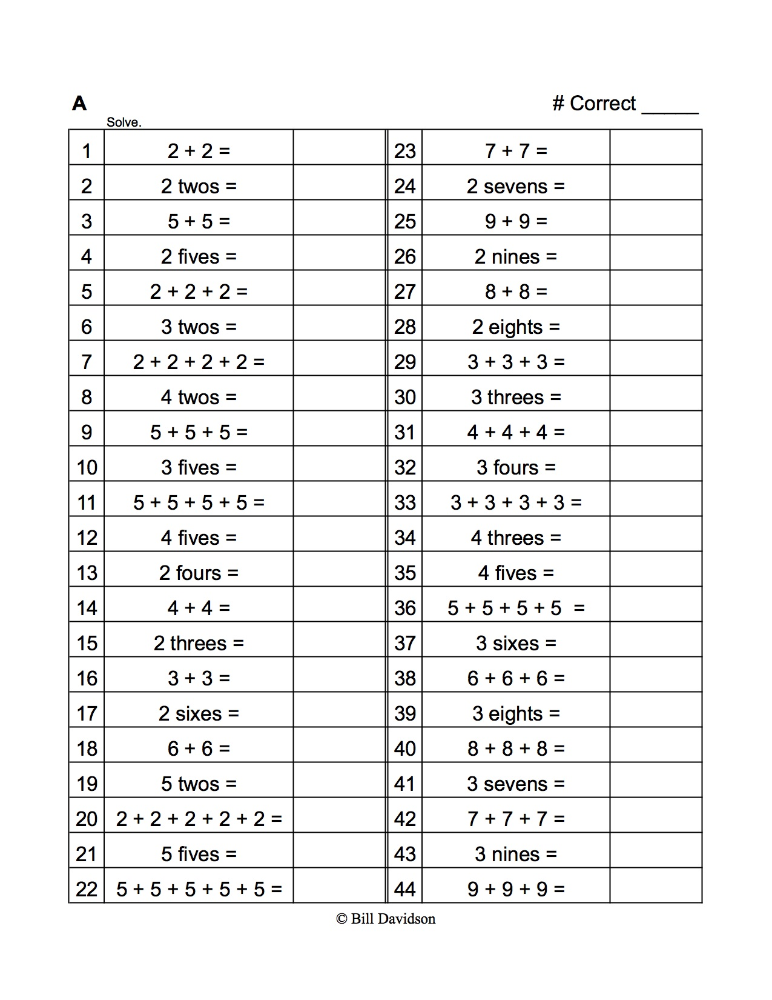 A
# Correct _____
Solve.
1 2 + 2 = 23 7 + 7 =
2 2 twos = 24 2 sevens =
3 5 + 5 = 25 9 + 9 =
4 2 fives = 26 2 nines =
5 2 + 2 + 2 = 27 8 + 8 =
6 3 twos = 28 2 eights =
7 2 + 2 + 2 + 2 = 29 3 + 3 + 3 =
8 4 twos = 30 3 threes =
9 5 + 5 + 5 = 31 4 + 4 + 4 =
10 3 fives = 32 3 fours =
11 5 + 5 + 5 + 5 = 33 3 + 3 + 3 + 3 =
12 4 fives = 34 4 threes =
13 2 fours = 35 4 fives =
14 4 + 4 = 36 5 + 5 + 5 + 5 =
15 2 threes = 37 3 sixes =
16 3 + 3 = 38 6 + 6 + 6 =
17 2 sixes = 39 3 eights =
18 6 + 6 = 40 8 + 8 + 8 =
19 5 twos = 41 3 sevens =
20 2 + 2 + 2 + 2 + 2 = 42 7 + 7 + 7 =
21 5 fives = 43 3 nines =
22 5 + 5 + 5 + 5 + 5 = 44 9 + 9 + 9 =
© Bill Davidson